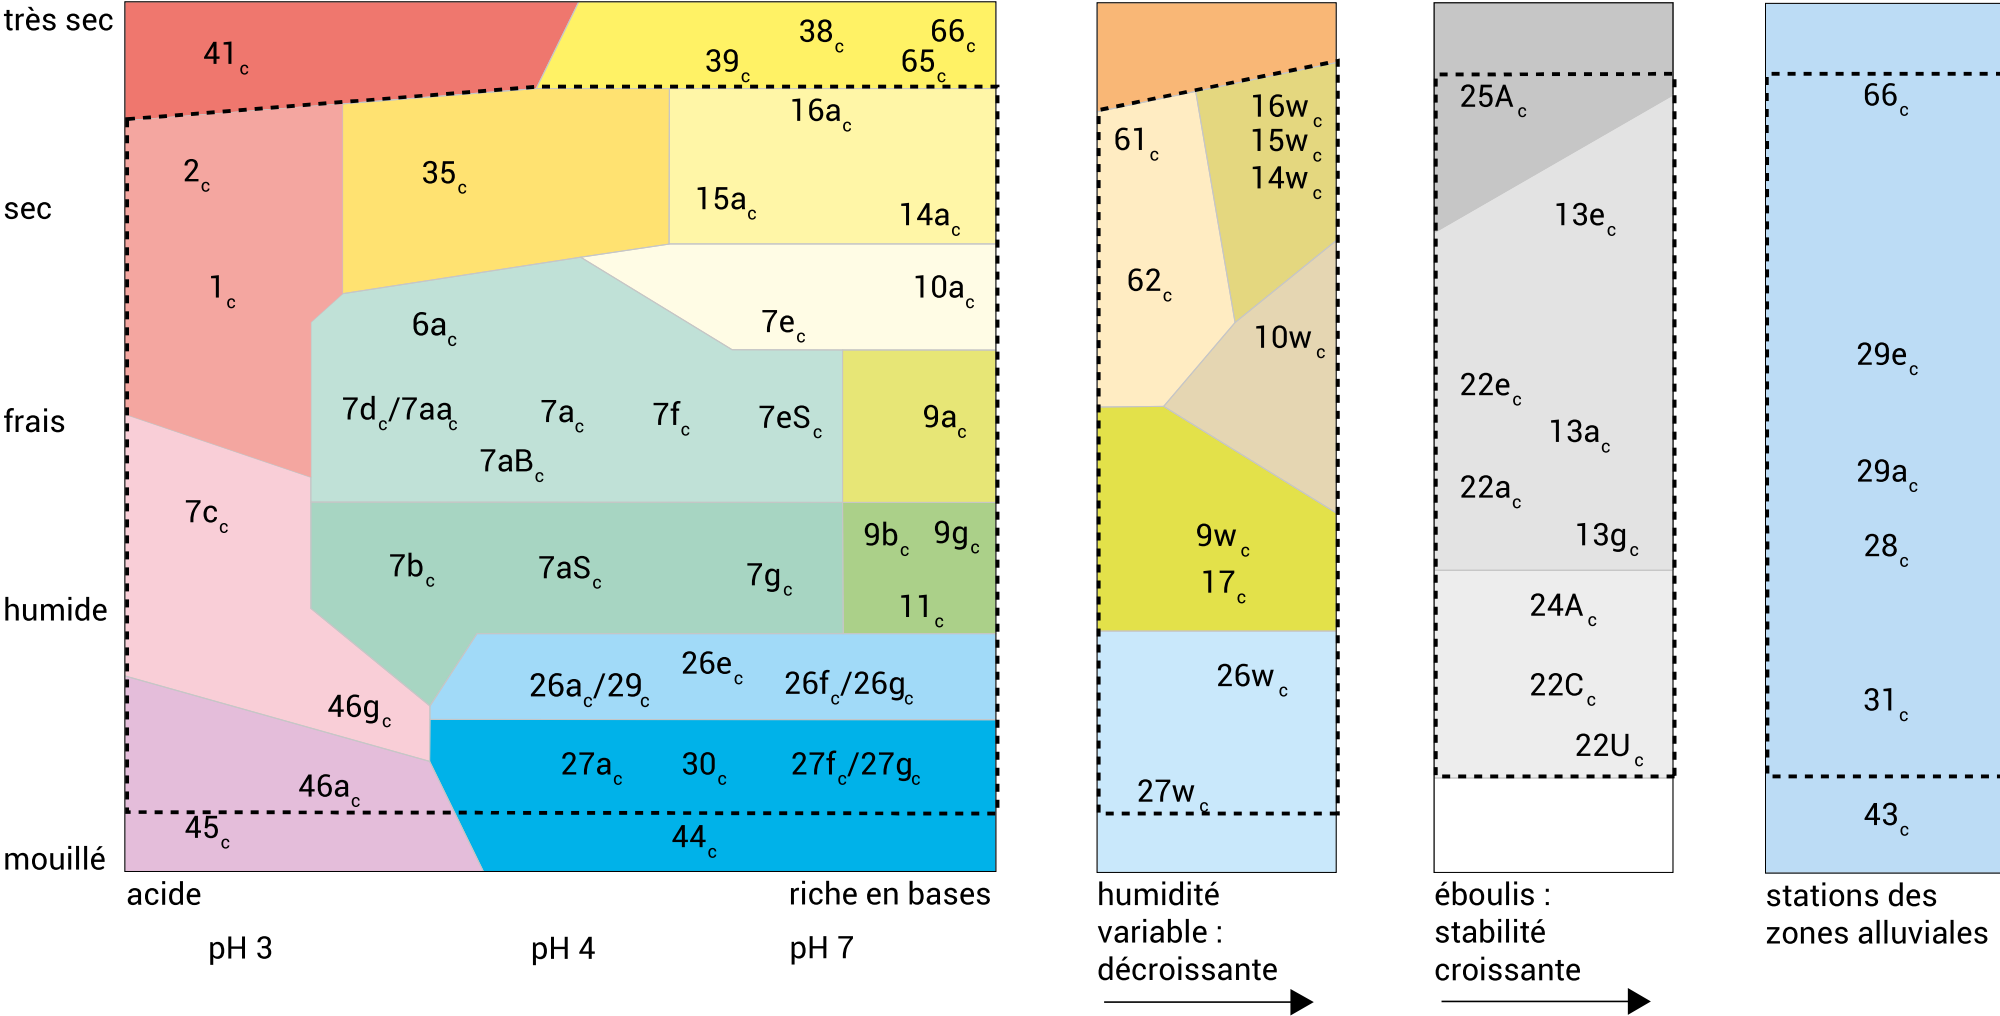 très sec
sec
frais
humide
mouillé
41c
38c
66c
39c
65c
2c
35c
16a c
15ac
14ac
1c
6ac
10ac
7ec
7dc/7aac
7ac
7fc
7eSc
9ac
7aBc
7cc
7bc
7aSc
7gc
9bc
9gc
11c
46gc
26ac/29c
26ec
26fc/26gc
46ac
27ac
30c
27fc/27gc
45c
44c
acide
riche en bases
pH 3
pH 4
pH 7
61c
16wc
15wc
14wc
62c
10wc
9wc
17c
26wc
27wc
humidité
variable :
décroissante
25Ac
13ec
22ec
13ac
22ac
13gc
24Ac
22Cc
22Uc
éboulis :
stabilité
croissante
66c
29ec
29ac
28c
31c
43c
stations des
zones alluviales